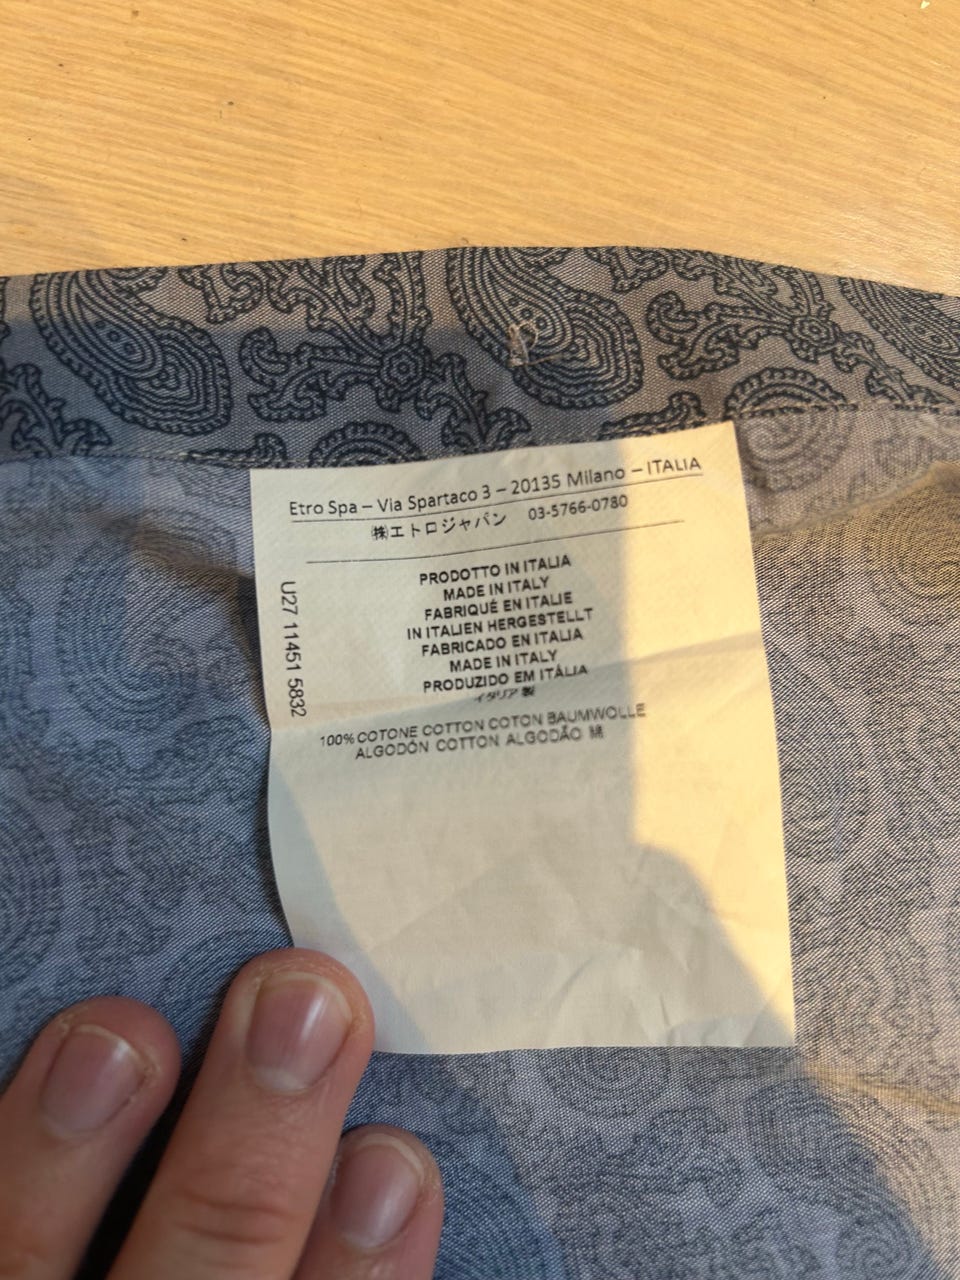 Etro Spa – Via Spartaco 3 – 20135 Milano – ITALIA
㈱エトロジャパン 03-5766-0780
PRODOTTO IN ITALIA
MADE IN ITALY
FABRIQUÉ EN ITALIE
IN ITALIEN HERGESTELLT
FABRICADO EN ITALIA
MADE IN ITALY
PRODUZIDO EM ITÁLIA
イタリア製
100% COTONE COTTON COTON BAUMWOLLE
ALGODÓN COTTON ALGODÃO 綿
U27 11451 5832